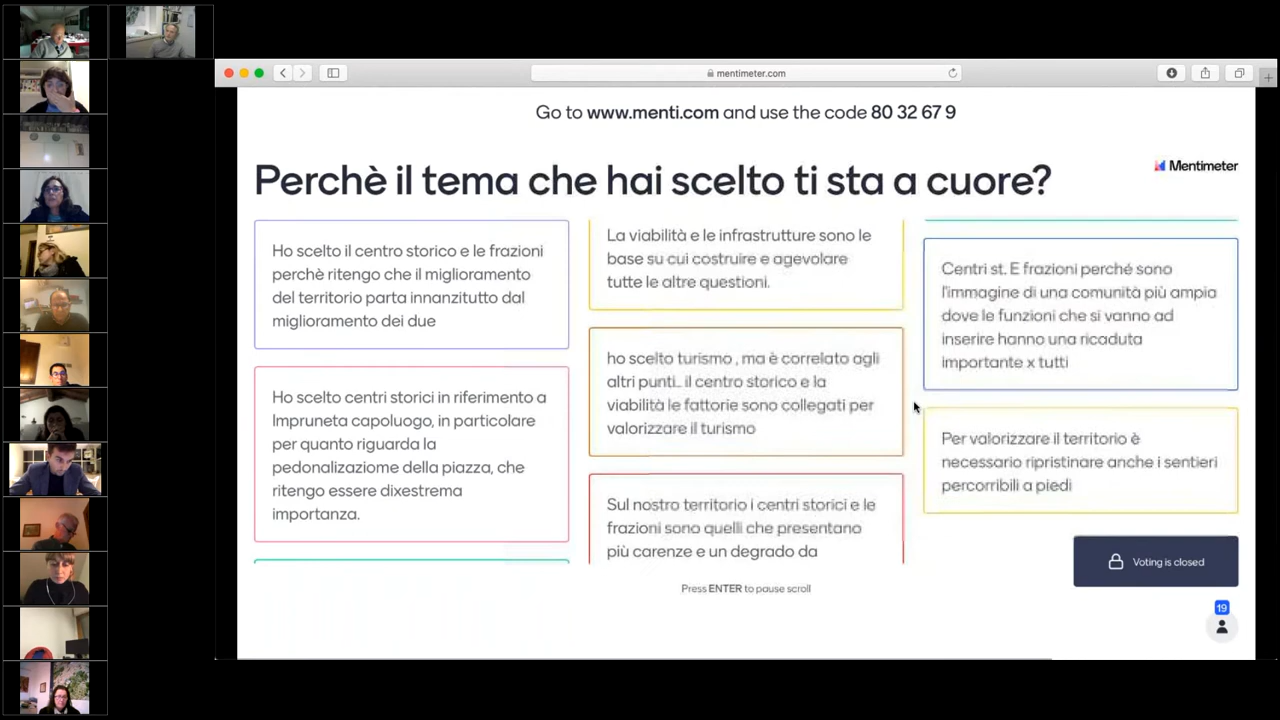 mentimeter.com
Go to www.menti.com and use the code 80 32 67 9
Perchè il tema che hai scelto ti sta a cuore?
Mentimeter
Ho scelto il centro storico e le frazioni
perchè ritengo che il miglioramento
del territorio parta innanzitutto dal
miglioramento dei due
Ho scelto centri storici in riferimento a
Impruneta capoluogo, in particolare
per quanto riguarda la
pedonalizaziome della piazza, che
ritengo essere dixestrema
importanza.
La viabilità e le infrastrutture sono le
base su cui costruire e agevolare
tutte le altre questioni.
ho scelto turismo , ma è correlato agli
altri punti.. il centro storico e la
viabilità le fattorie sono collegati per
valorizzare il turismo
Sul nostro territorio i centri storici e le
frazioni sono quelli che presentano
più carenze e un degrado da
Centri st. E frazioni perché sono
l'immagine di una comunità più ampia
dove le funzioni che si vanno ad
inserire hanno una ricaduta
importante x tutti
Per valorizzare il territorio è
necessario ripristinare anche i sentieri
percorribili a piedi
Voting is closed
Press ENTER to pause scroll
19